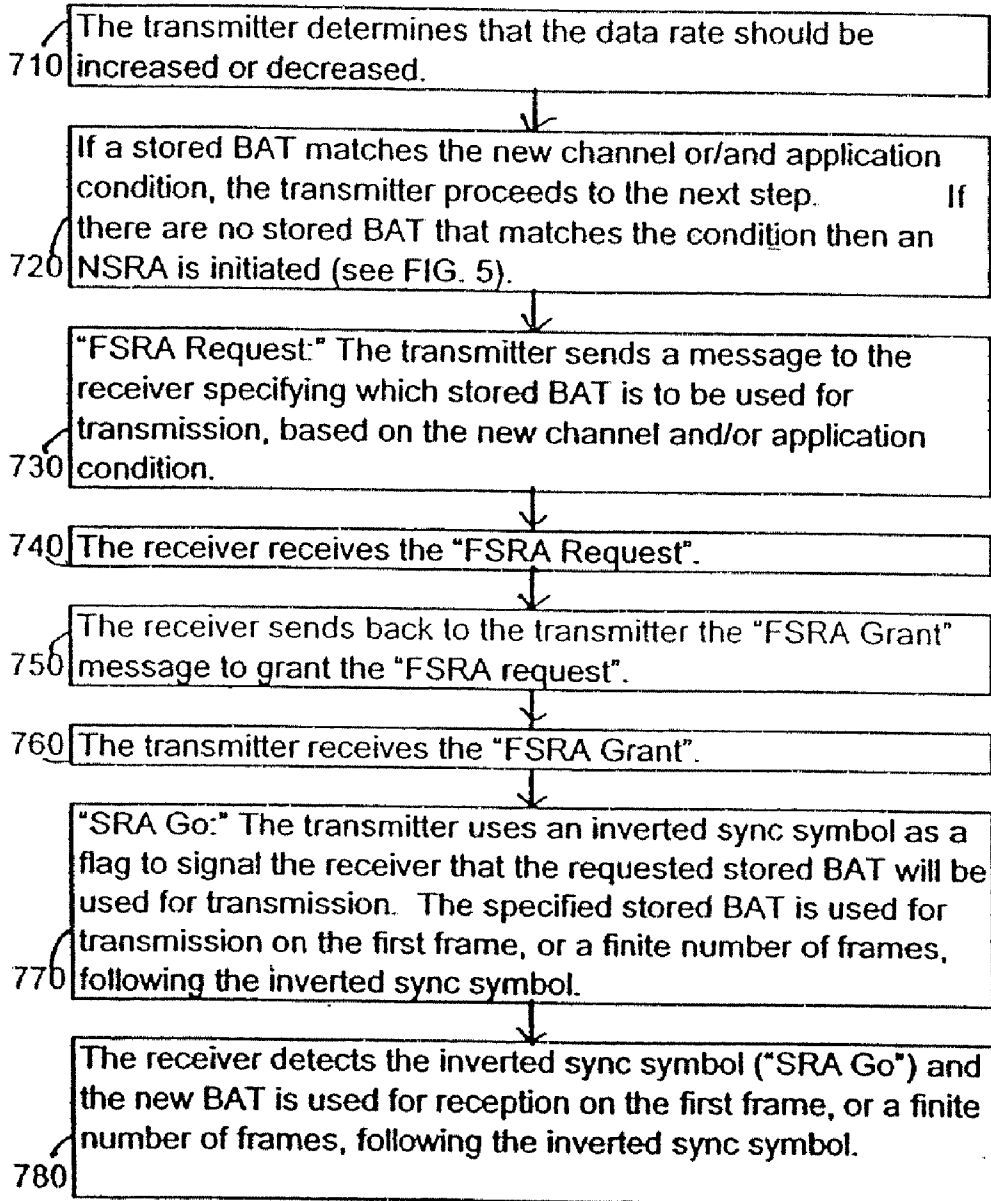 The transmitter determines that the data rate should be
710 increased or decreased.
If a stored BAT matches the new channel or/and application
condition, the transmitter proceeds to the next step. If
there are no stored BAT that matches the condition then an
720 NSRA is initiated (see FIG. 5).
"FSRA Request:" The transmitter sends a message to the
receiver specifying which stored BAT is to be used for
transmission, based on the new channel and/or application
730 condition.
740 The receiver receives the "FSRA Request".
The receiver sends back to the transmitter the "FSRA Grant"
750 message to grant the "FSRA request".
760 The transmitter receives the "FSRA Grant".
"SRA Go:" The transmitter uses an inverted sync symbol as a
flag to signal the receiver that the requested stored BAT will be
used for transmission. The specified stored BAT is used for
transmission on the first frame, or a finite number of frames,
770 following the inverted sync symbol.
The receiver detects the inverted sync symbol ("SRA Go") and
the new BAT is used for reception on the first frame, or a finite
number of frames, following the inverted sync symbol.
780